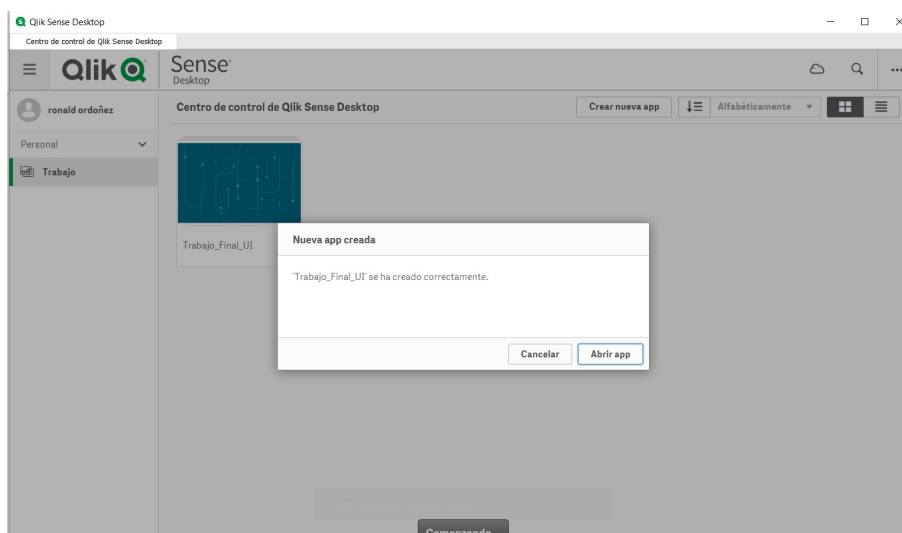 Qlik Sense Desktop
Centro de control de Qlik Sense Desktop
Qlik
Sense
Desktop
ronald ordoñez
Centro de control de Qlik Sense Desktop
Crear nueva app
Alfabéticamente
Personal
Trabajo
Trabajo_Final_UI
Nueva app creada
'Trabajo_Final_UI' se ha creado correctamente.
Cancelar
Abrir app